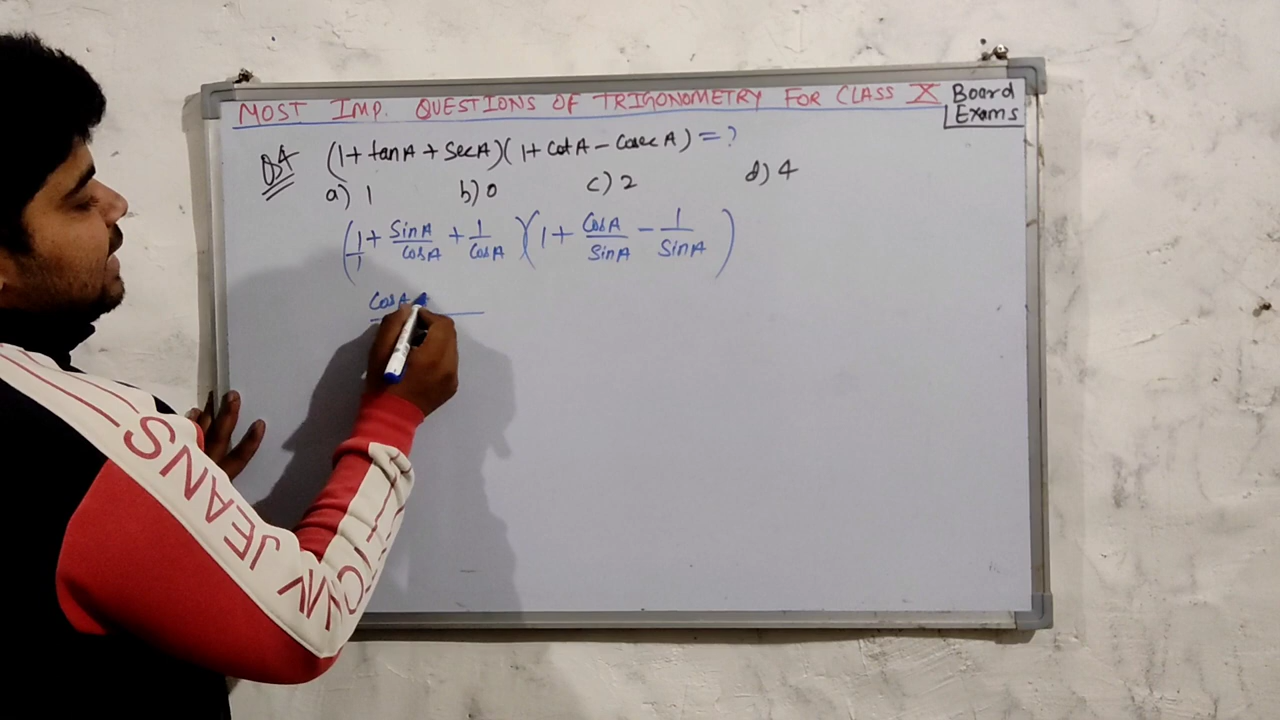 MOST IMP. QUESTIONS OF TRIGONOMETRY FOR CLASS X Board Exams
Q4 (1 + tanA + SecA)(1 + CotA - CosecA) = ?
a) 1 b) 0 c) 2 d) 4
(1/1 + SinA/CosA + 1/CosA)(1 + CosA/SinA - 1/SinA)
CosA +
JEANS